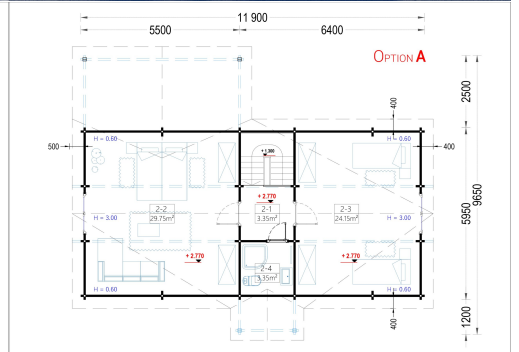 11 900
5500
6400
OPTION A
2500
400
H = 0.60
H = 0.60
500
+ 1.300
400
+ 2.770
2-2
29.75m²
2-1
3.35m²
2-3
24.15m²
H = 3.00
H = 3.00
5950
9650
+ 2.770
+ 2.770
2-4
3.35m²
H = 0.60
H = 0.60
400
1200